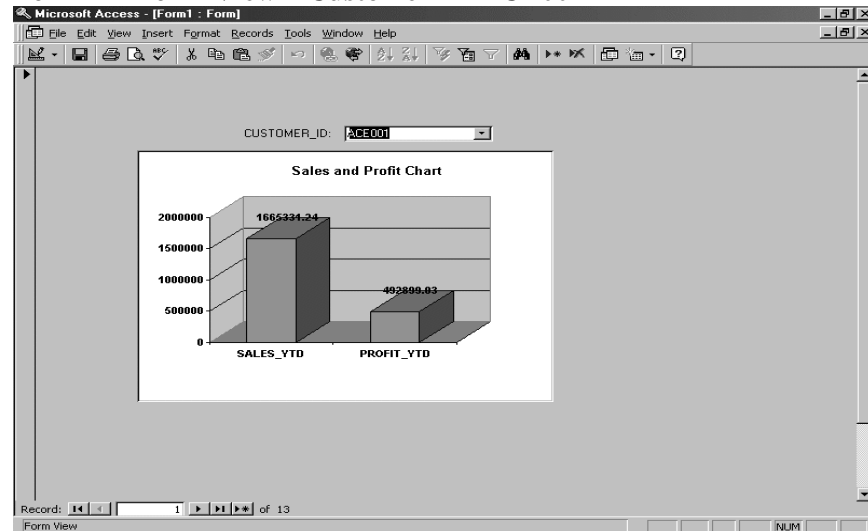 Microsoft Access - [Form1 : Form]
File Edit View Insert Format Records Tools Window Help
CUSTOMER_ID: ACE001
Sales and Profit Chart
2000000
1665331.24
1500000
1000000
492899.03
500000
0
SALES_YTD PROFIT_YTD
Record: 1 of 13
Form View NUM